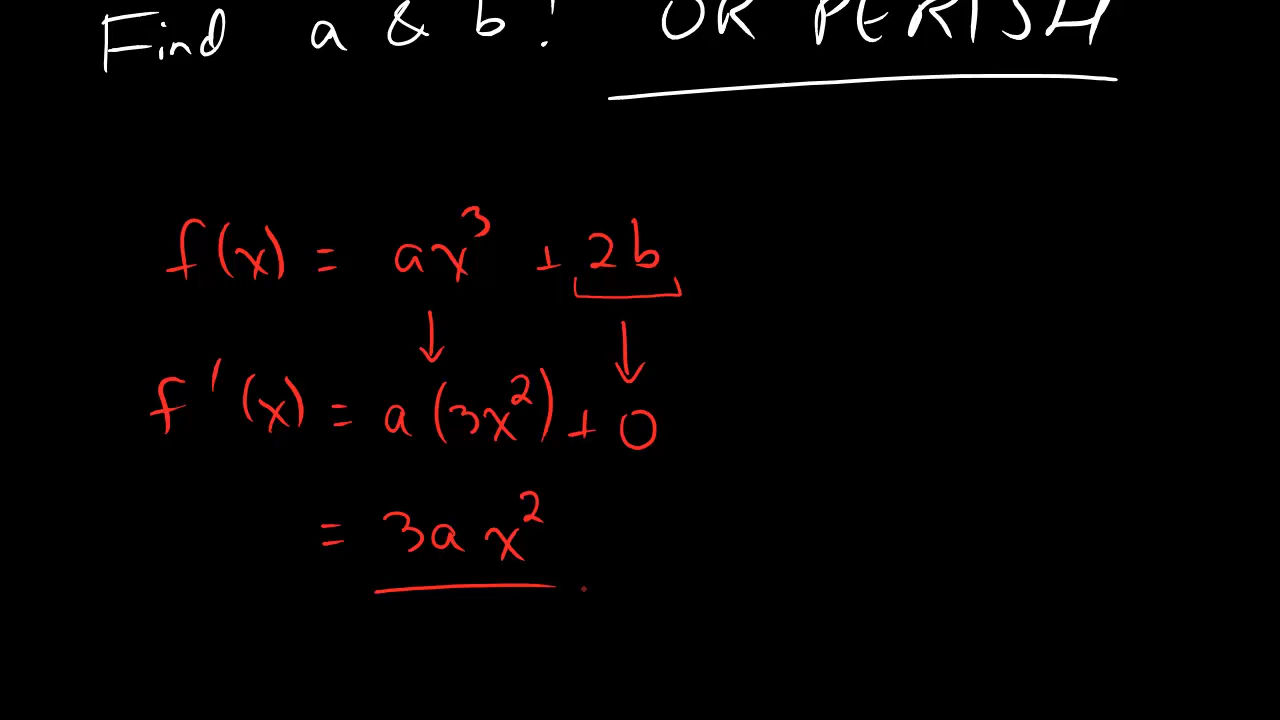 Find a & b! OR PERISH
f(x) = ax³ + 2b
f'(x) = a(3x²) + 0
= 3ax²